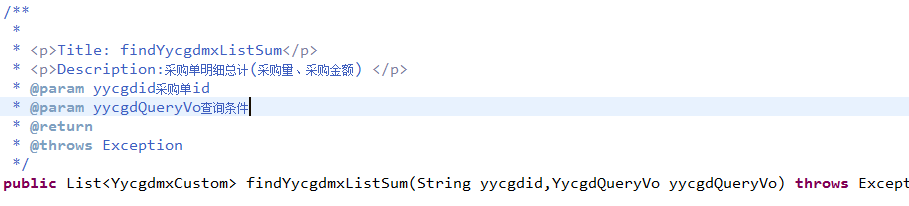 /**
 *
 * <p>Title: findYycgdmxListSum</p>
 * <p>Description:采购单明细总计(采购量、采购金额) </p>
 * @param yycgdid采购单id
 * @param yycgdQueryVo查询条件
 * @return
 * @throws Exception
 */
public List<YycgdmxCustom> findYycgdmxListSum(String yycgdid,YycgdQueryVo yycgdQueryVo) throws Excep